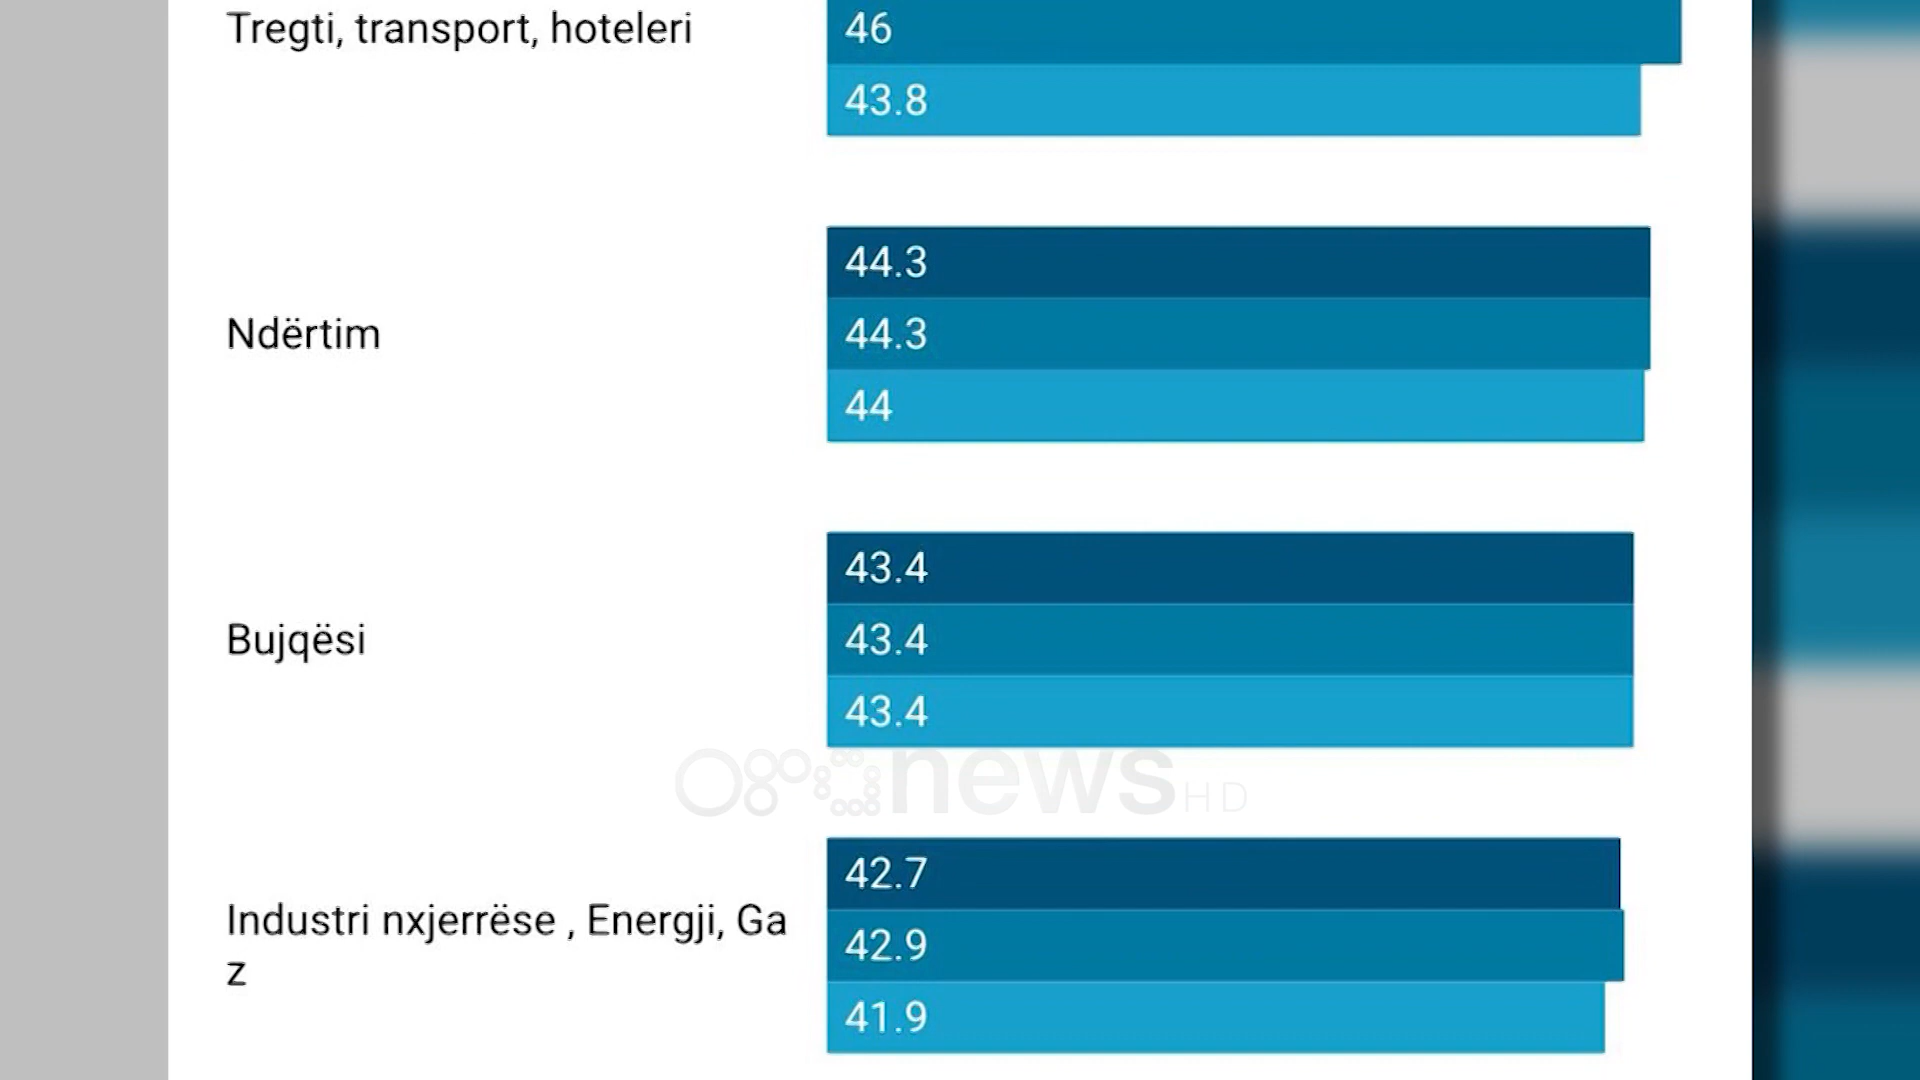 Tregti, transport, hoteleri
46
43.8
Ndërtim
44.3
44.3
44
Bujqësi
43.4
43.4
43.4
news HD
Industri nxjerrëse , Energji, Ga
z
42.7
42.9
41.9